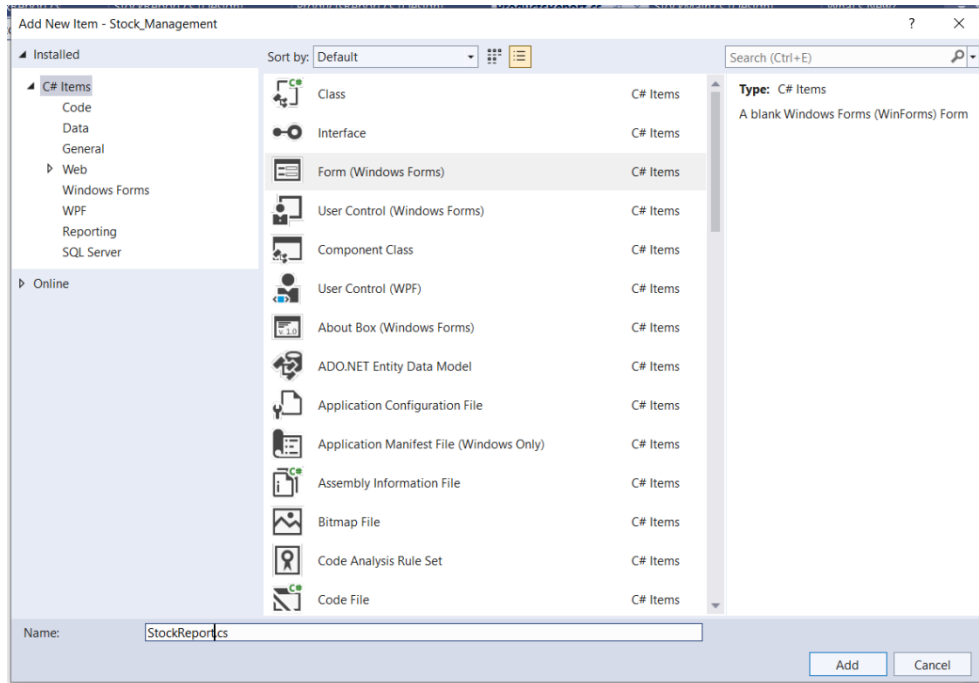 ProductsReport.cs
Add New Item - Stock_Management ? ×
Installed
Sort by: Default
Search (Ctrl+E)
C# Items
Code
Data
General
Web
Windows Forms
WPF
Reporting
SQL Server
Online
Class C# Items
Interface C# Items
Form (Windows Forms) C# Items
User Control (Windows Forms) C# Items
Component Class C# Items
User Control (WPF) C# Items
About Box (Windows Forms) C# Items
ADO.NET Entity Data Model C# Items
Application Configuration File C# Items
Application Manifest File (Windows Only) C# Items
Assembly Information File C# Items
Bitmap File C# Items
Code Analysis Rule Set C# Items
Code File C# Items
Type: C# Items
A blank Windows Forms (WinForms) Form
Name: StockReport.cs
Add Cancel